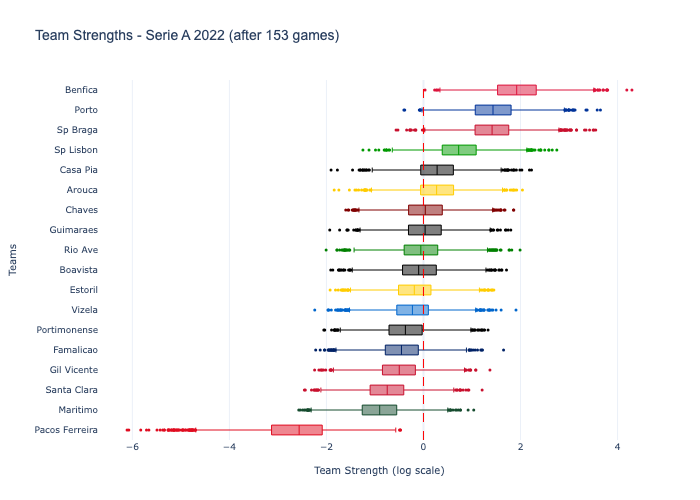 Team Strengths - Serie A 2022 (after 153 games)
Benfica
Porto
Sp Braga
Sp Lisbon
Casa Pia
Arouca
Chaves
Guimaraes
Rio Ave
Boavista
Estoril
Vizela
Portimonense
Famalicao
Gil Vicente
Santa Clara
Maritimo
Pacos Ferreira
Teams
−6 −4 −2 0 2 4
Team Strength (log scale)